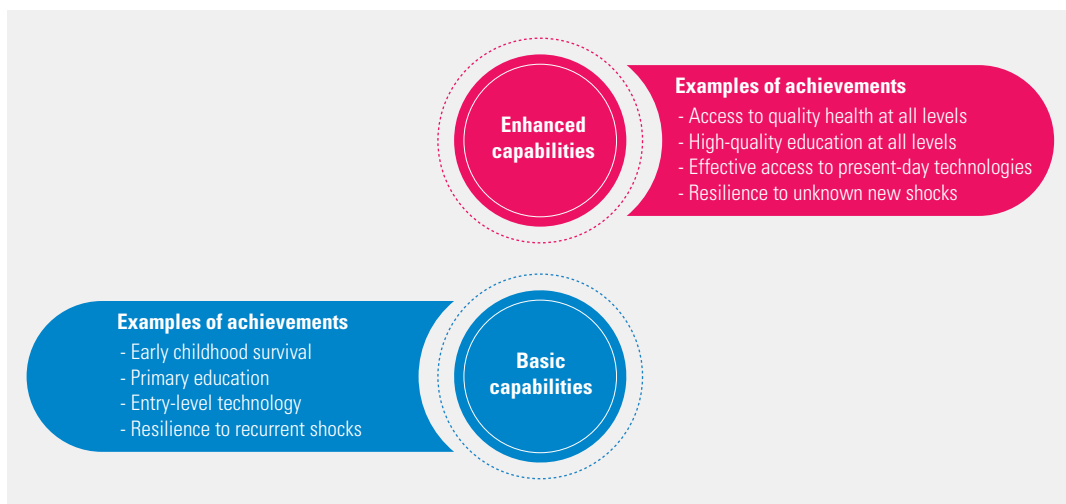 Enhanced
capabilities
Examples of achievements
- Access to quality health at all levels
- High-quality education at all levels
- Effective access to present-day technologies
- Resilience to unknown new shocks
Examples of achievements
- Early childhood survival
- Primary education
- Entry-level technology
- Resilience to recurrent shocks
Basic
capabilities